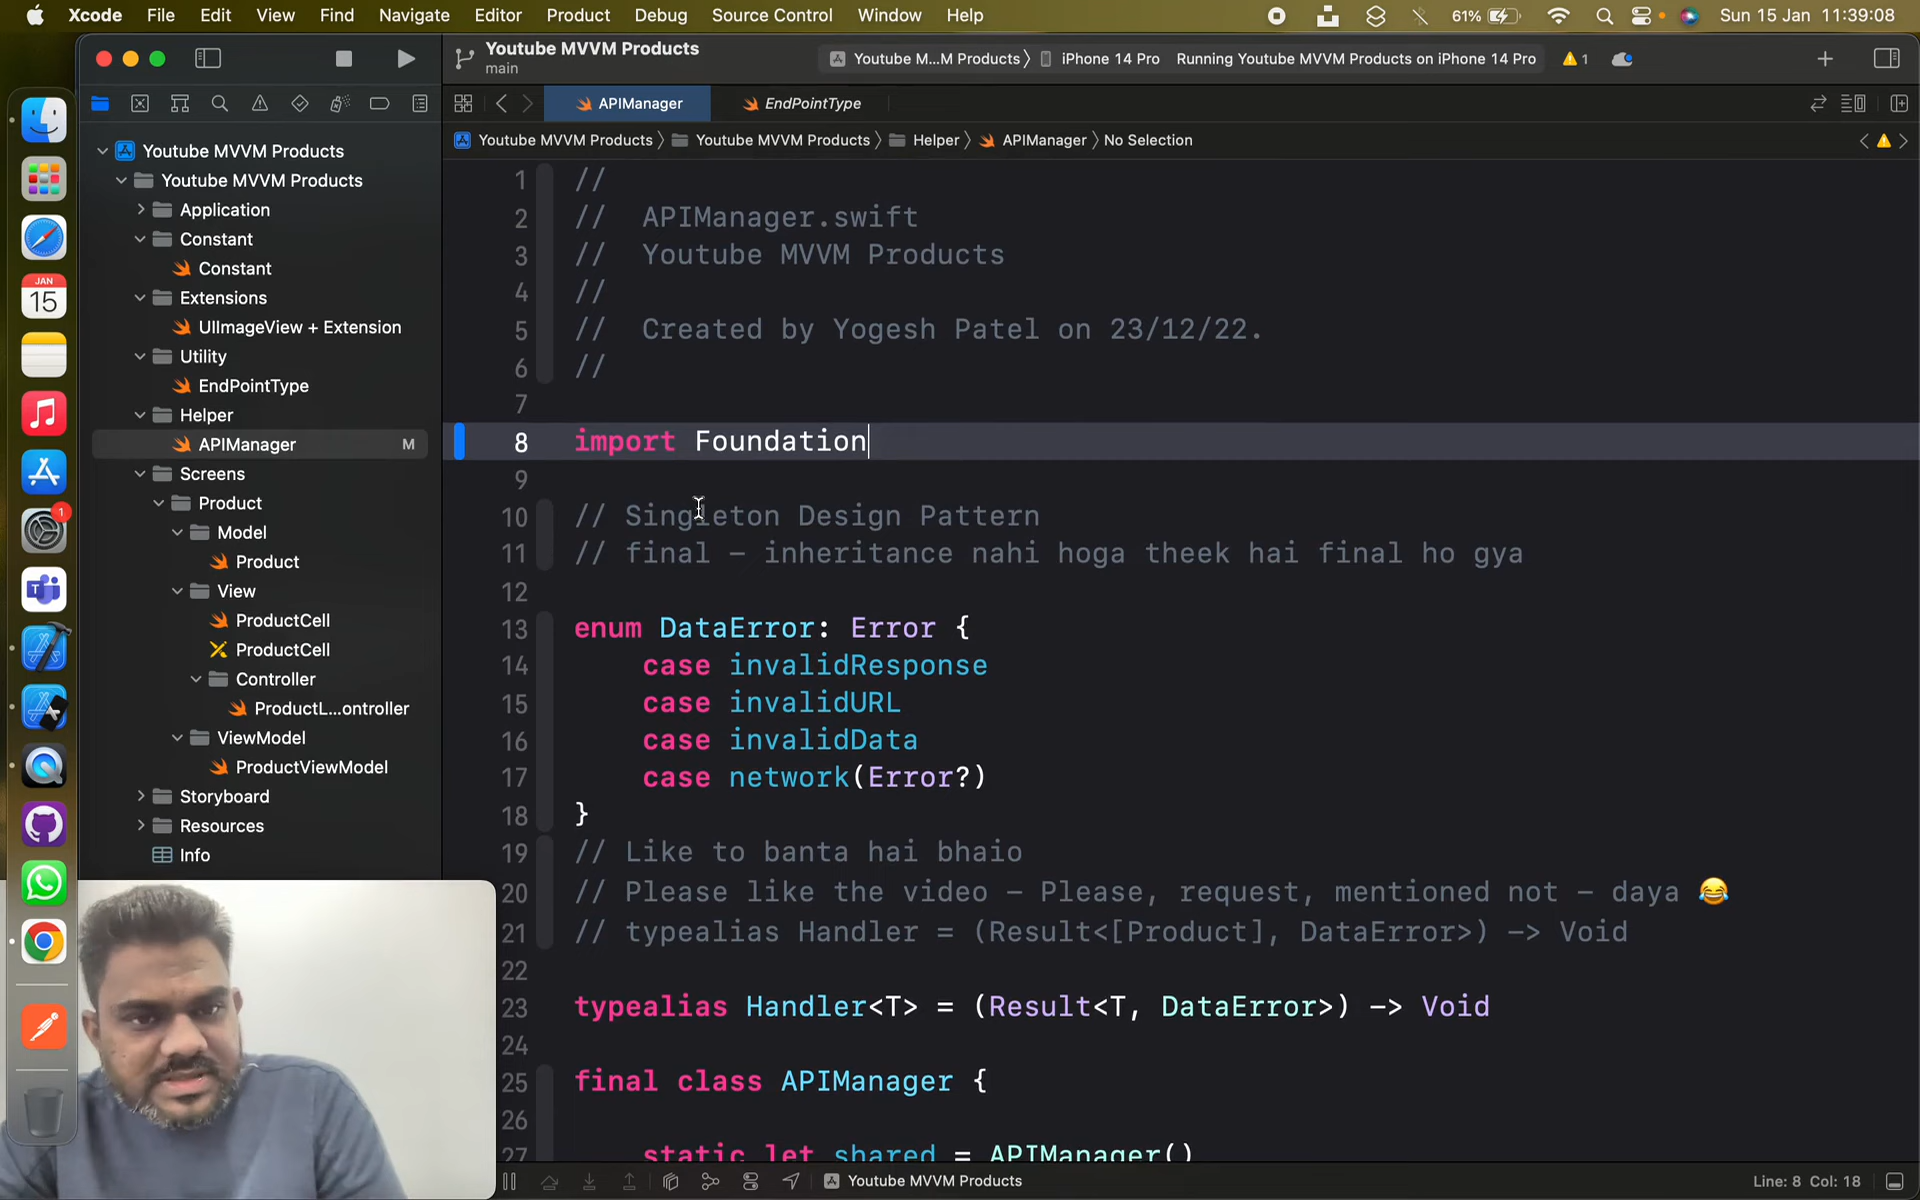 Xcode File Edit View Find Navigate Editor Product Debug Source Control Window Help 61% Sun 15 Jan 11:39:08
Youtube MVVM Products
main
Youtube M...M Products〉 iPhone 14 Pro Running Youtube MVVM Products on iPhone 14 Pro 1
APIManager EndPointType
Youtube MVVM Products〉 Youtube MVVM Products〉 Helper〉 APIManager〉No Selection
Youtube MVVM Products
Youtube MVVM Products
Application
Constant
Constant
Extensions
UIImageView + Extension
Utility
EndPointType
Helper
APIManager M
Screens
Product
Model
Product
View
ProductCell
ProductCell
Controller
ProductL...ontroller
ViewModel
ProductViewModel
Storyboard
Resources
Info
JAN
15
1
1 //
2 // APIManager.swift
3 // Youtube MVVM Products
4 //
5 // Created by Yogesh Patel on 23/12/22.
6 //
7
8 import Foundation
9
10 // Singleton Design Pattern
11 // final – inheritance nahi hoga theek hai final ho gya
12
13 enum DataError: Error {
14 case invalidResponse
15 case invalidURL
16 case invalidData
17 case network(Error?)
18 }
19 // Like to banta hai bhaio
20 // Please like the video – Please, request, mentioned not – daya 😂
21 // typealias Handler = (Result<[Product], DataError>) -> Void
22
23 typealias Handler<T> = (Result<T, DataError>) -> Void
24
25 final class APIManager {
26
27 static let shared = APIManager()
Youtube MVVM Products Line: 8 Col: 18